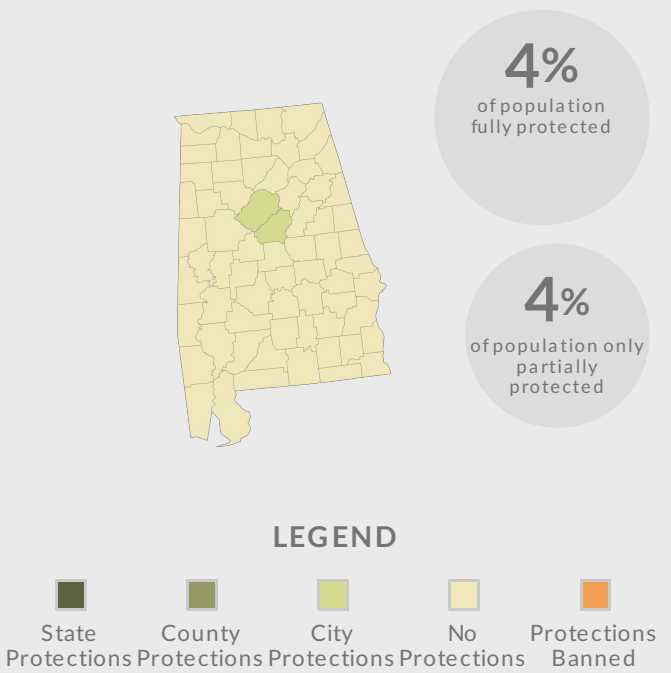 4%
of population
fully protected
4%
of population only
partially
protected
LEGEND
State
Protections
County
Protections
City
Protections
No
Protections
Protections
Banned